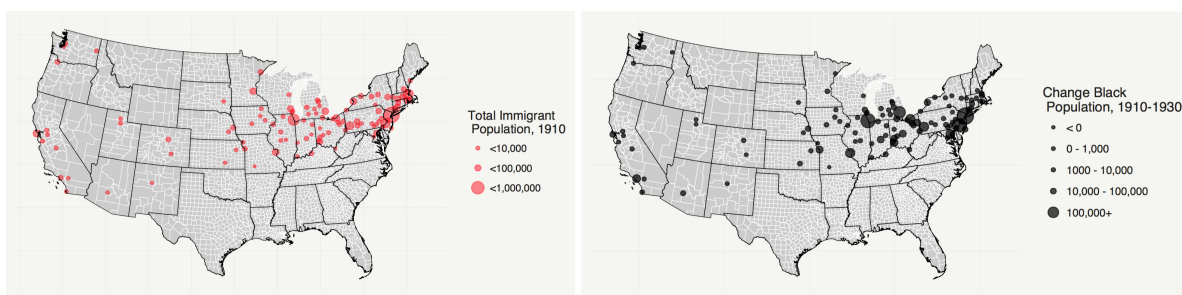 Total Immigrant
Population, 1910
<10,000
<100,000
<1,000,000
Change Black
Population, 1910-1930
< 0
0 - 1,000
1000 - 10,000
10,000 - 100,000
100,000+